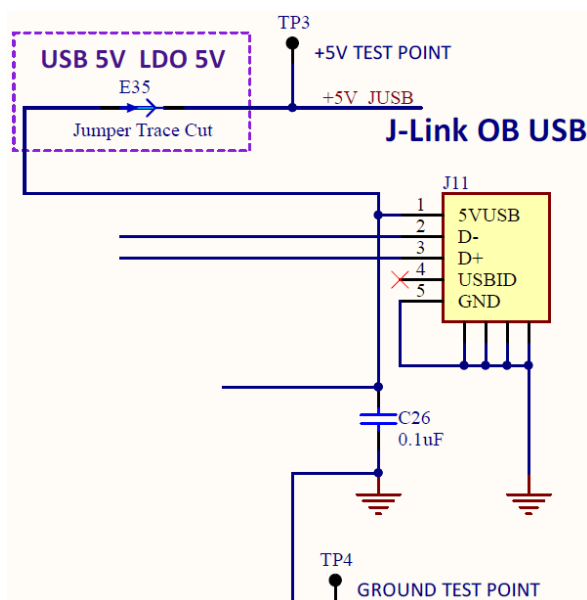 TP3
+5V TEST POINT
USB 5V  LDO 5V
E35
Jumper Trace Cut
+5V JUSB
J-Link OB USB
J11
1 5VUSB
2 D-
3 D+
4 USBID
5 GND
C26
0.1uF
TP4
GROUND TEST POINT